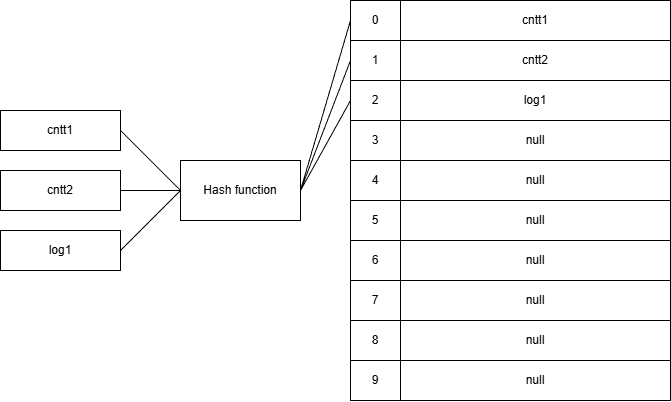 cntt1
cntt2
log1
Hash function
0 cntt1
1 cntt2
2 log1
3 null
4 null
5 null
6 null
7 null
8 null
9 null